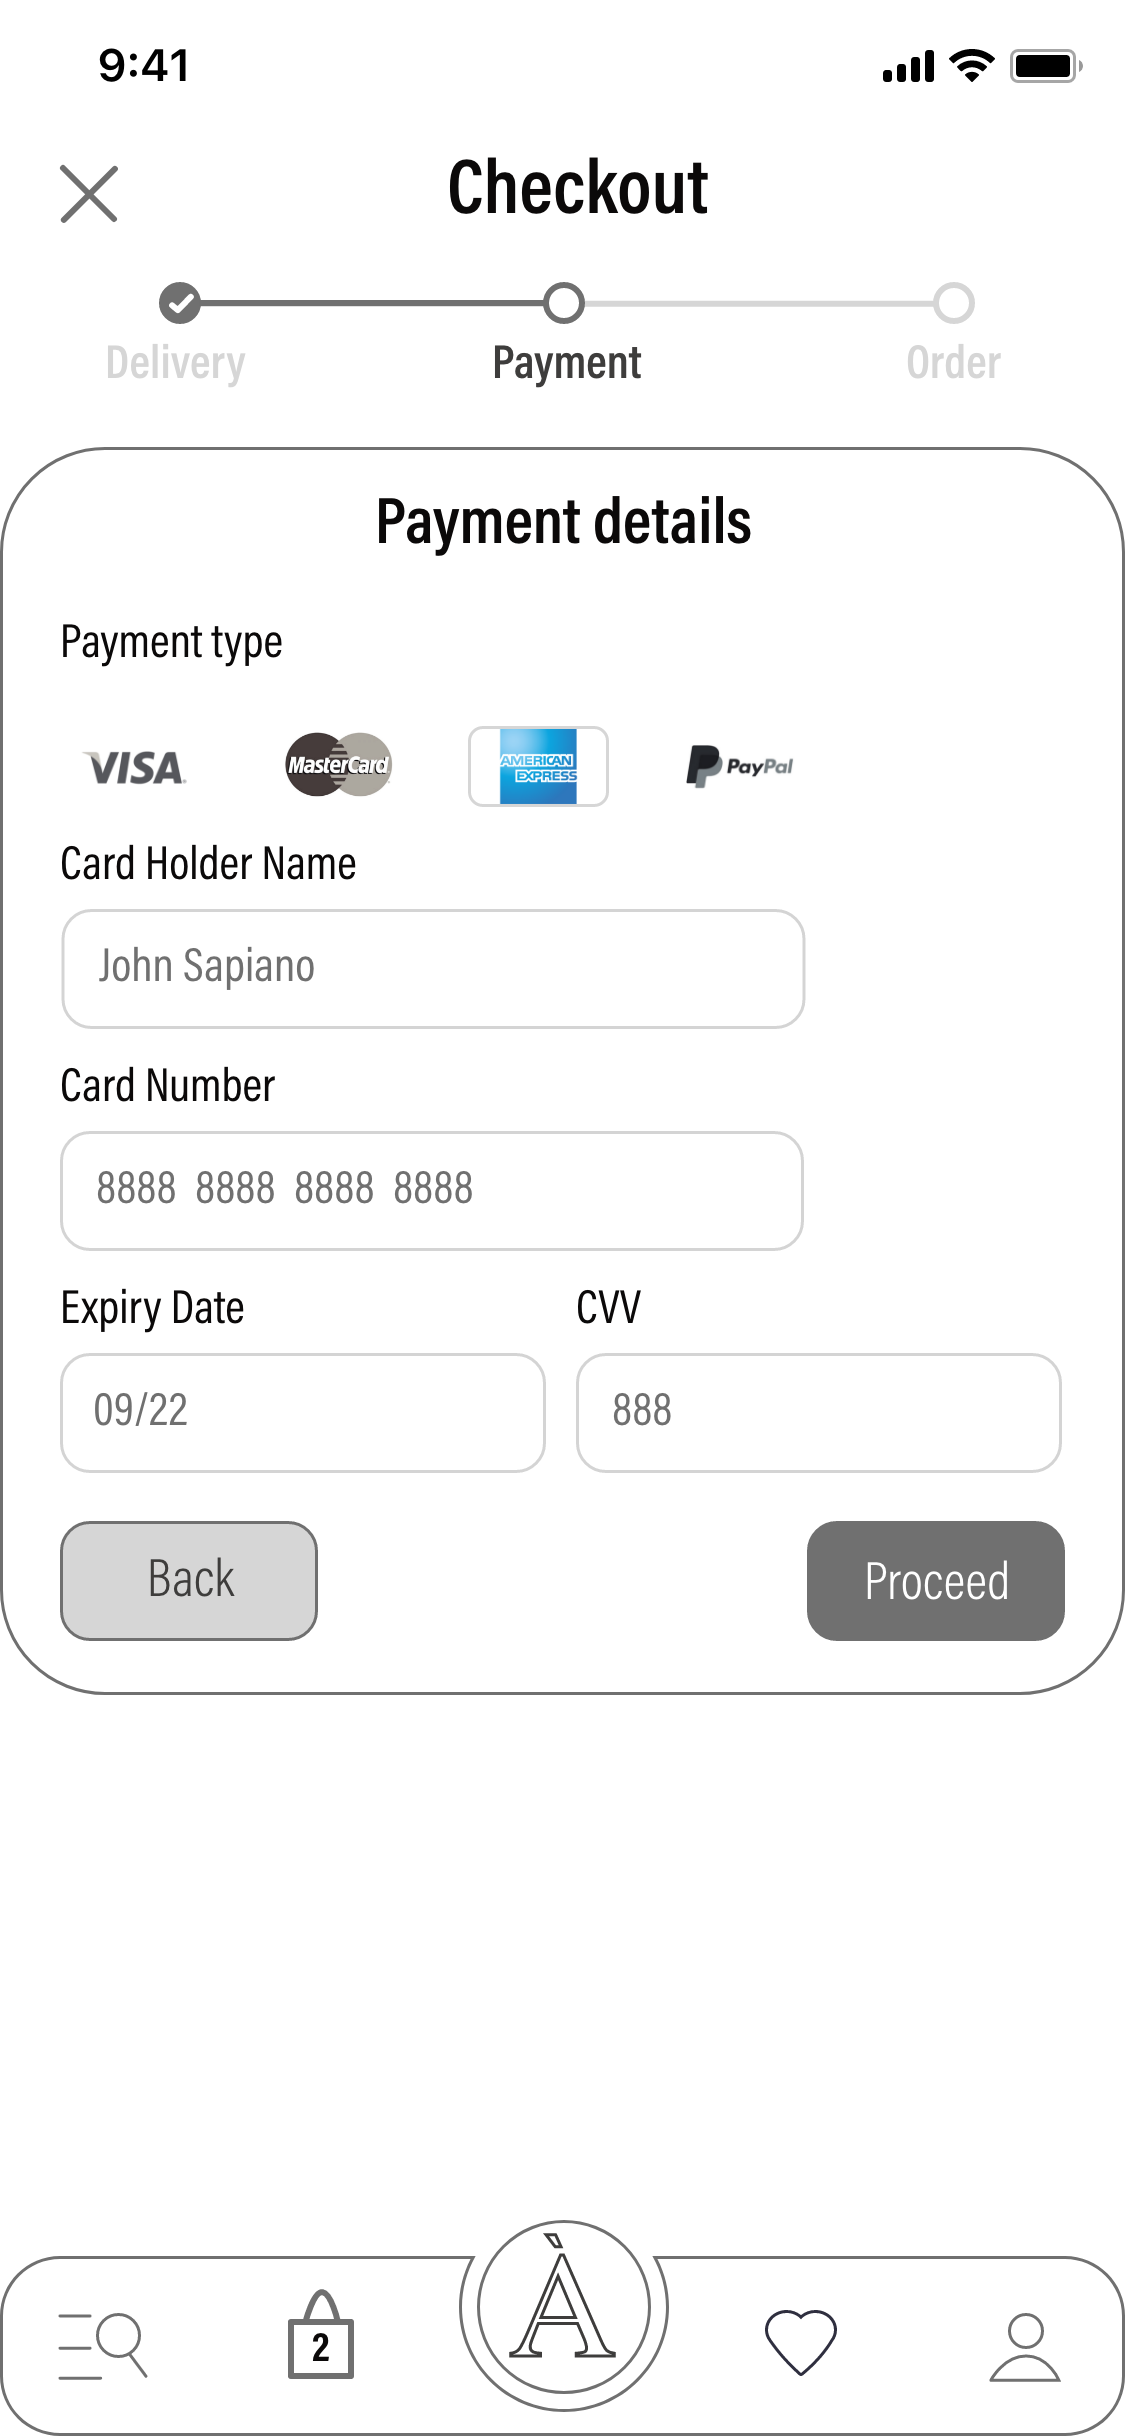 9:41
Checkout
Delivery Payment Order
Payment details
Payment type
VISA MasterCard AMERICAN EXPRESS PayPal
Card Holder Name
John Sapiano
Card Number
8888 8888 8888 8888
Expiry Date CVV
09/22 888
Back Proceed
2 À